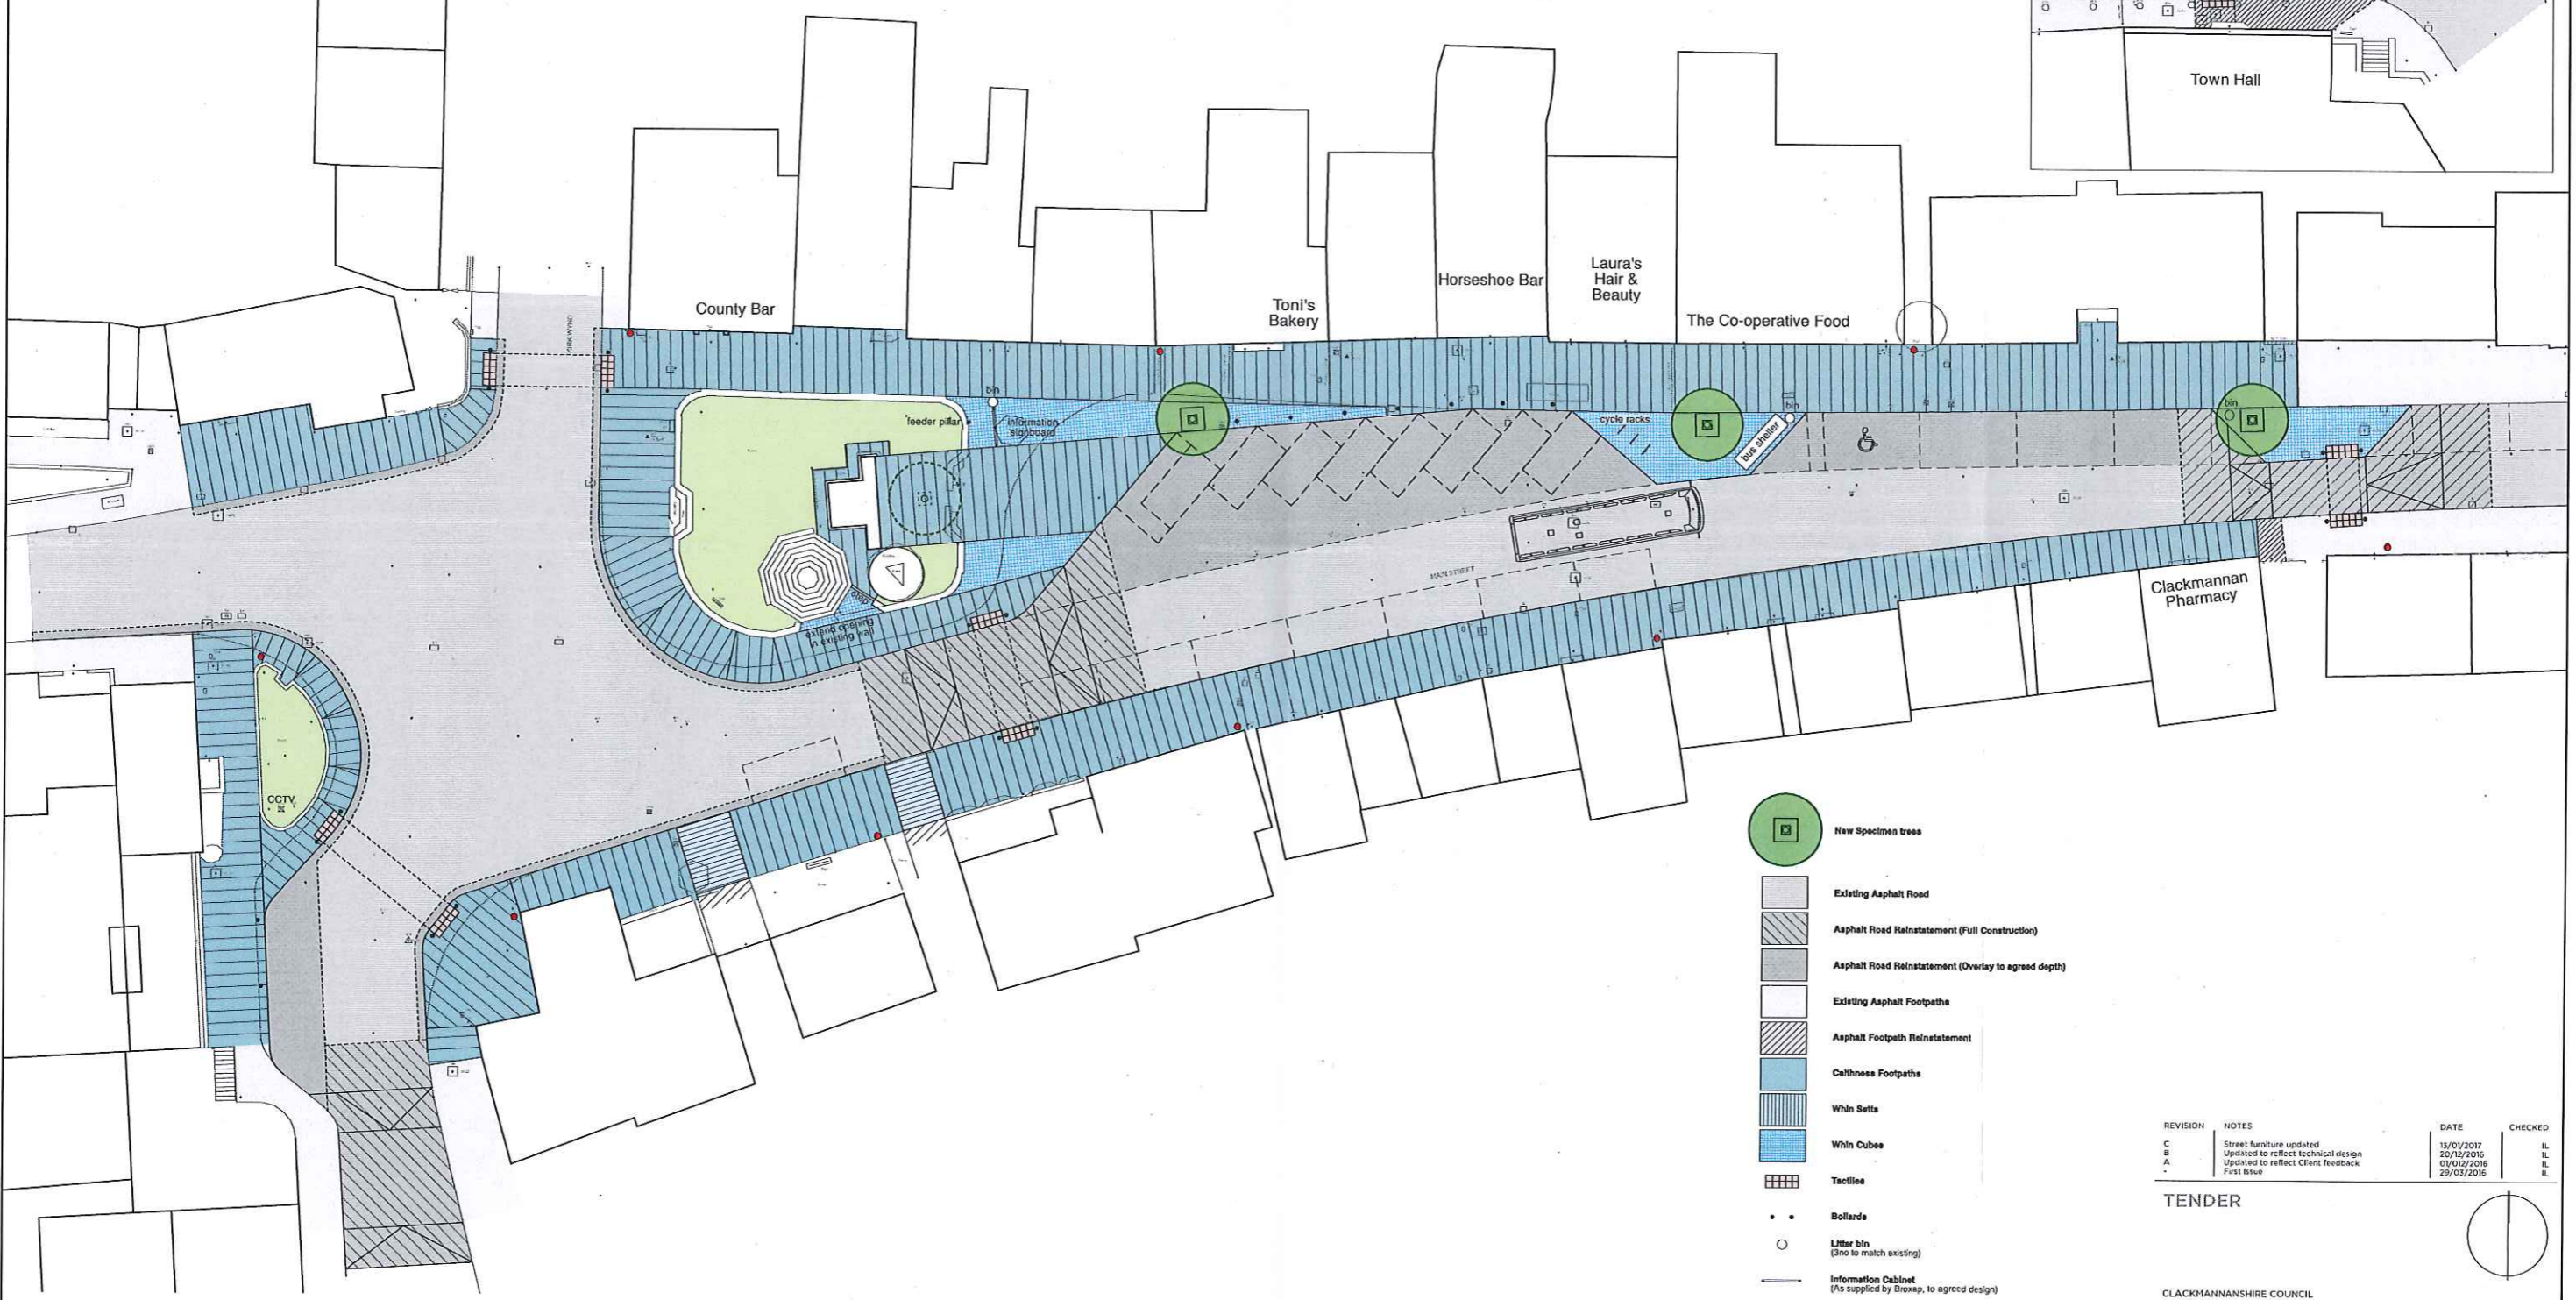 Town Hall
County Bar
Toni's
Bakery
Horseshoe Bar
Laura's
Hair &
Beauty
The Co-operative Food
KIRK WYND
bin
feeder pillar
information
signboard
cycle racks
bus shelter
bin
bin
step
extend opening
in existing wall
MAIN STREET
Clackmannan
Pharmacy
CCTV
New Specimen trees
Existing Asphalt Road
Asphalt Road Reinstatement (Full Construction)
Asphalt Road Reinstatement (Overlay to agreed depth)
Existing Asphalt Footpaths
Asphalt Footpath Reinstatement
Caithness Footpaths
Whin Setts
Whin Cubes
Tactiles
Bollards
Litter bin
(3no to match existing)
Information Cabinet
(As supplied by Broxap, to agreed design)
REVISION NOTES DATE CHECKED
C Street furniture updated 13/01/2017 IL
B Updated to reflect technical design 20/12/2016 IL
A Updated to reflect Client feedback 01/012/2016 IL
- First Issue 29/03/2016 IL
TENDER
CLACKMANNANSHIRE COUNCIL